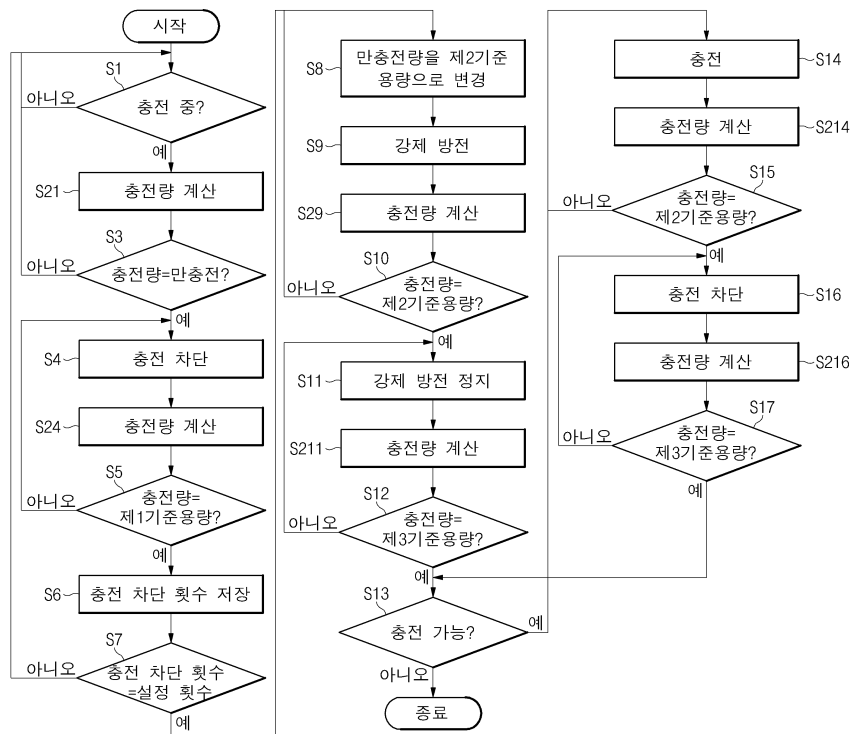 시작
S1
충전 중?
아니오
예
S21
충전량 계산
S3
충전량=만충전?
아니오
예
S4
충전 차단
S24
충전량 계산
S5
충전량=
제1기준용량?
아니오
예
S6
충전 차단 횟수 저장
S7
충전 차단 횟수
=설정 횟수
아니오
예
S8
만충전량을 제2기준
용량으로 변경
S9
강제 방전
S29
충전량 계산
S10
충전량=
제2기준용량?
아니오
예
S11
강제 방전 정지
S211
충전량 계산
S12
충전량=
제3기준용량?
아니오
예
S13
충전 가능?
예
아니오
종료
충전
S14
충전량 계산
S214
S15
충전량=
제2기준용량?
아니오
예
충전 차단
S16
충전량 계산
S216
S17
충전량=
제3기준용량?
아니오
예